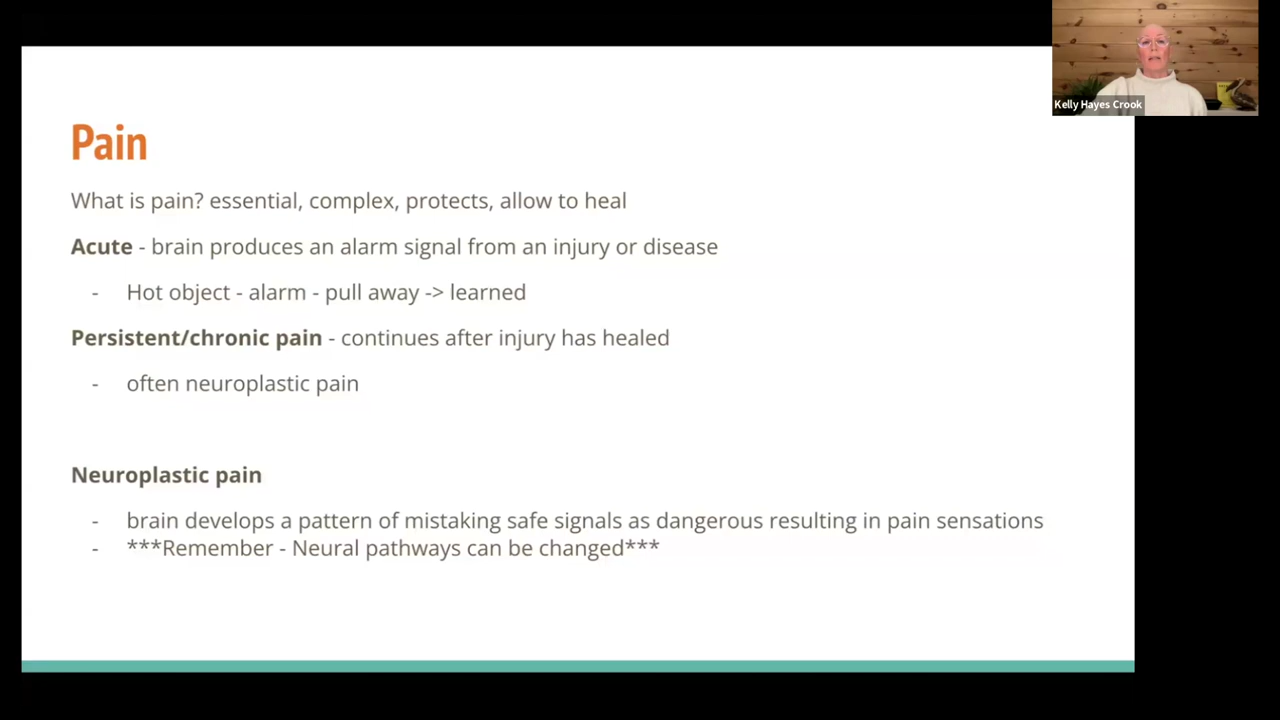 Kelly Hayes Crook
Pain
What is pain? essential, complex, protects, allow to heal
Acute - brain produces an alarm signal from an injury or disease
- Hot object - alarm - pull away -> learned
Persistent/chronic pain - continues after injury has healed
- often neuroplastic pain
Neuroplastic pain
- brain develops a pattern of mistaking safe signals as dangerous resulting in pain sensations
- ***Remember - Neural pathways can be changed***